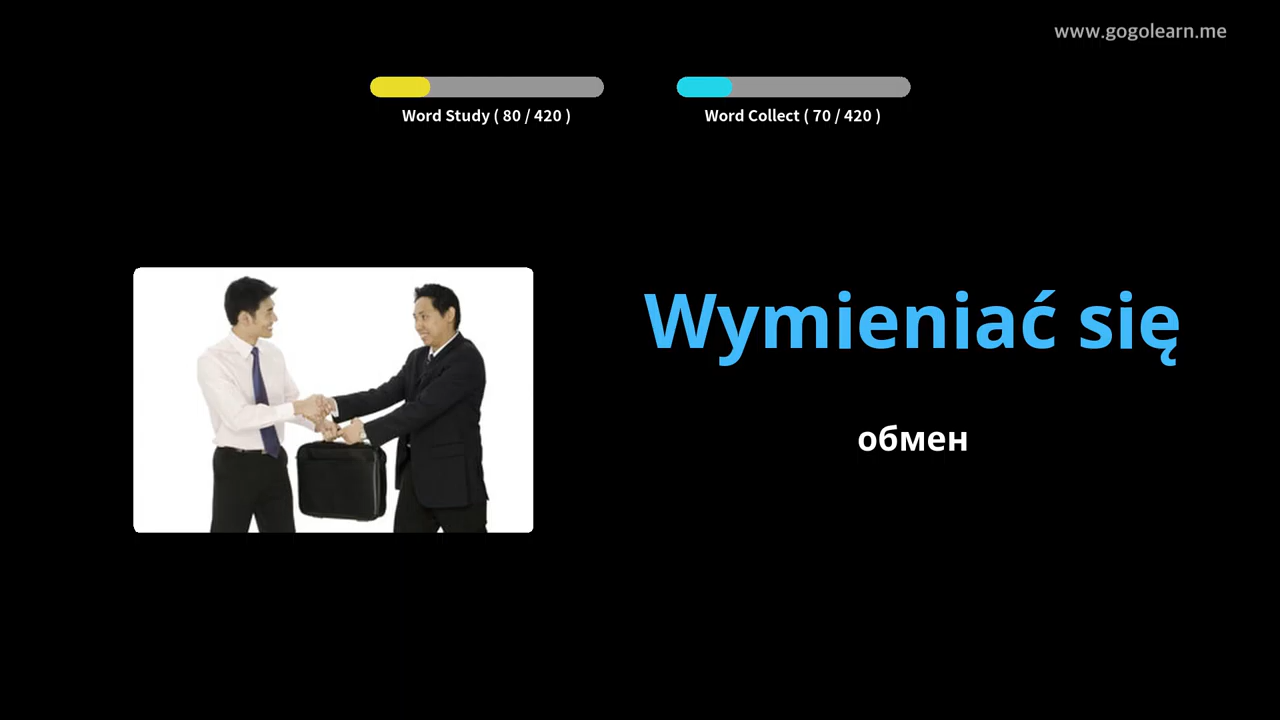 www.gogolearn.me
Word Study ( 80 / 420 )
Word Collect ( 70 / 420 )
Wymieniać się
обмен